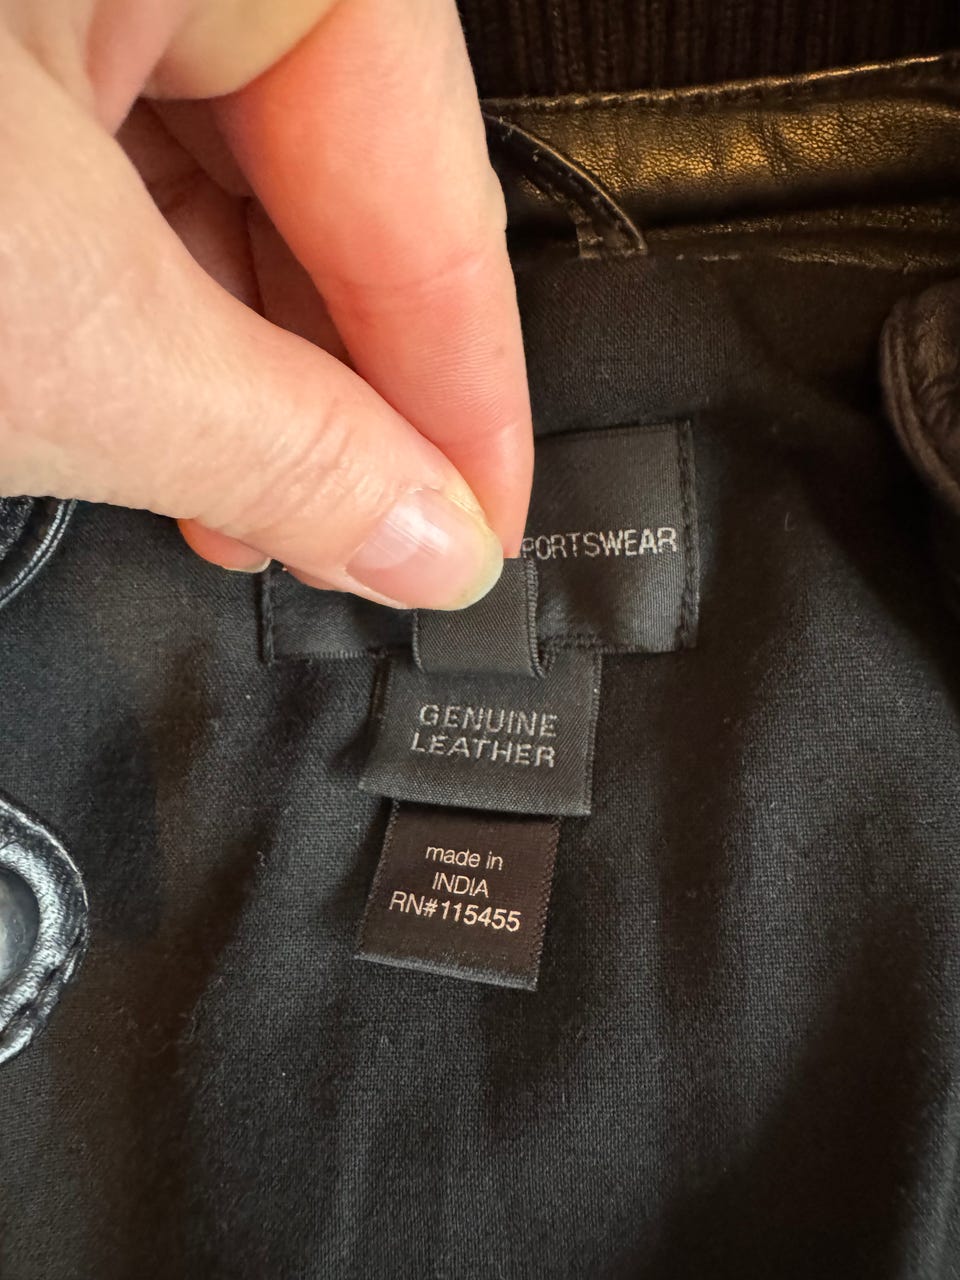 PORTSWEAR
GENUINE
LEATHER
made in
INDIA
RN#115455